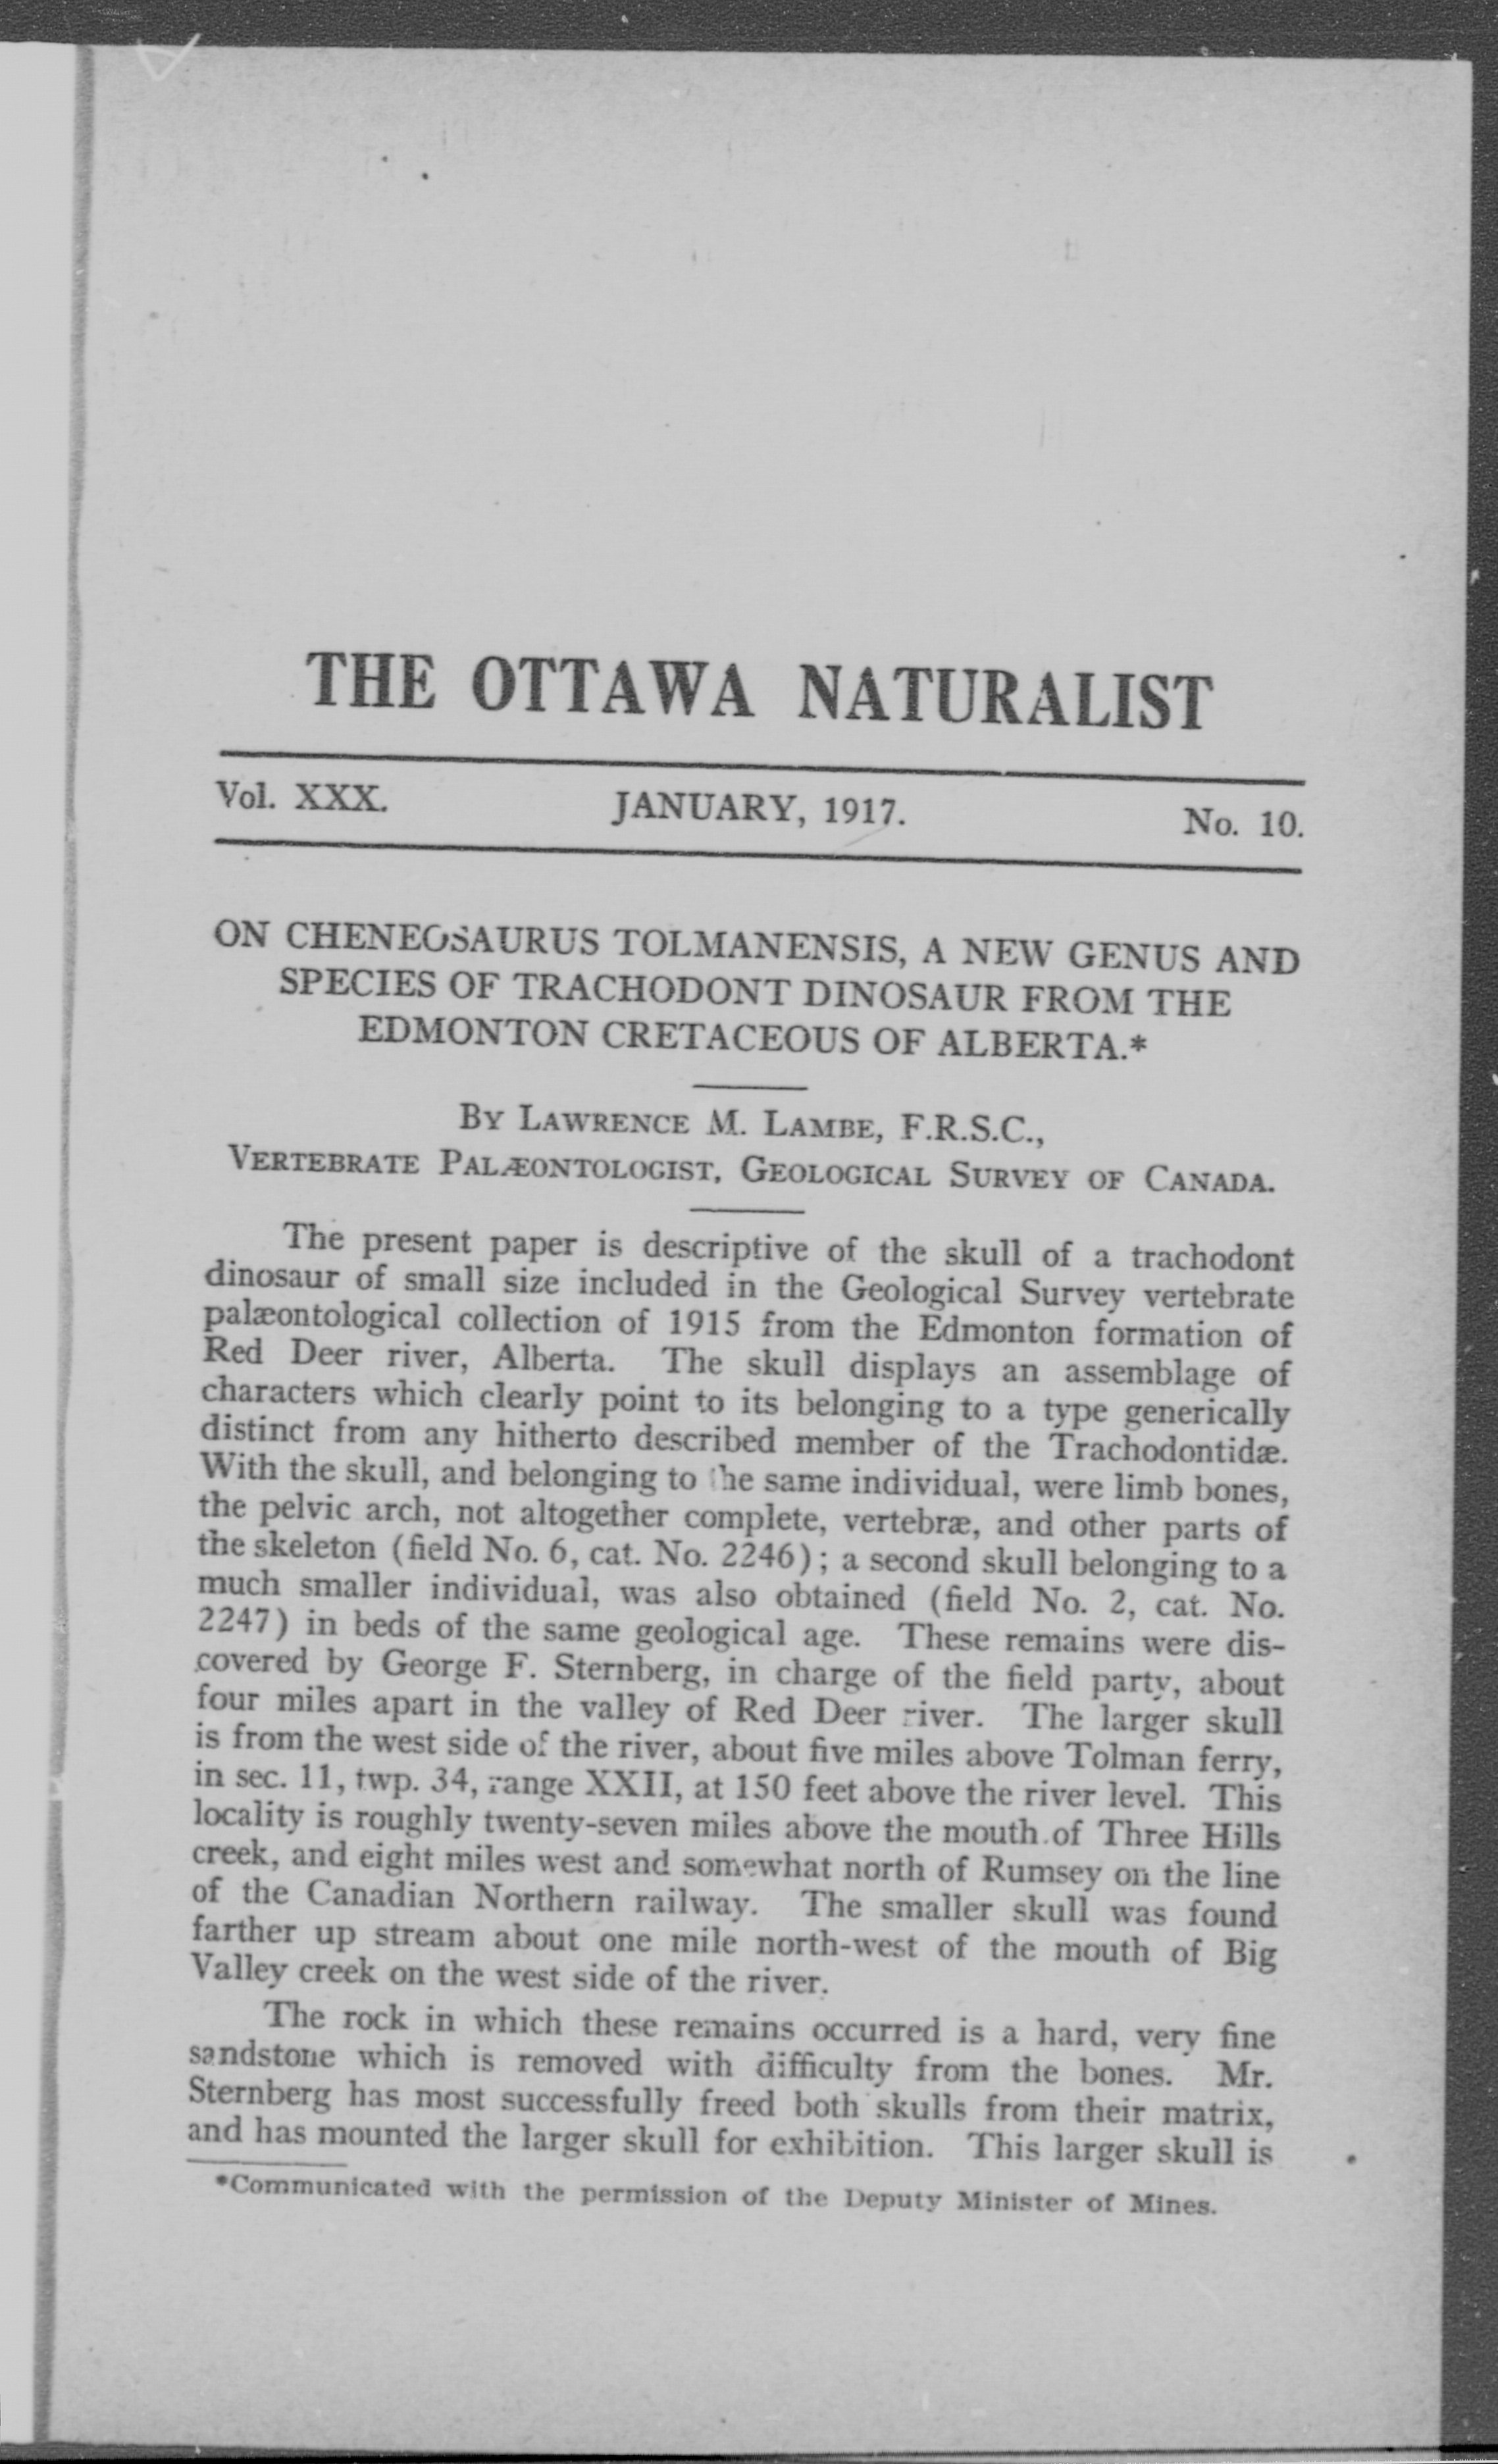 THE OTTAWA NATURALIST
Vol. XXX. JANUARY, 1917. No. 10.
ON CHENEOSAURUS TOLMANENSIS, A NEW GENUS AND
SPECIES OF TRACHODONT DINOSAUR FROM THE
EDMONTON CRETACEOUS OF ALBERTA.*
By Lawrence M. Lambe, F.R.S.C.,
Vertebrate Palæontologist, Geological Survey of Canada.
The present paper is descriptive of the skull of a trachodont
dinosaur of small size included in the Geological Survey vertebrate
palæontological collection of 1915 from the Edmonton formation of
Red Deer river, Alberta. The skull displays an assemblage of
characters which clearly point to its belonging to a type generically
distinct from any hitherto described member of the Trachodontidæ.
With the skull, and belonging to the same individual, were limb bones,
the pelvic arch, not altogether complete, vertebræ, and other parts of
the skeleton (field No. 6, cat. No. 2246); a second skull belonging to a
much smaller individual, was also obtained (field No. 2, cat. No.
2247) in beds of the same geological age. These remains were dis-
covered by George F. Sternberg, in charge of the field party, about
four miles apart in the valley of Red Deer river. The larger skull
is from the west side of the river, about five miles above Tolman ferry,
in sec. 11, twp. 34, range XXII, at 150 feet above the river level. This
locality is roughly twenty-seven miles above the mouth of Three Hills
creek, and eight miles west and somewhat north of Rumsey on the line
of the Canadian Northern railway. The smaller skull was found
farther up stream about one mile north-west of the mouth of Big
Valley creek on the west side of the river.
The rock in which these remains occurred is a hard, very fine
sandstone which is removed with difficulty from the bones. Mr.
Sternberg has most successfully freed both skulls from their matrix,
and has mounted the larger skull for exhibition. This larger skull is
*Communicated with the permission of the Deputy Minister of Mines.